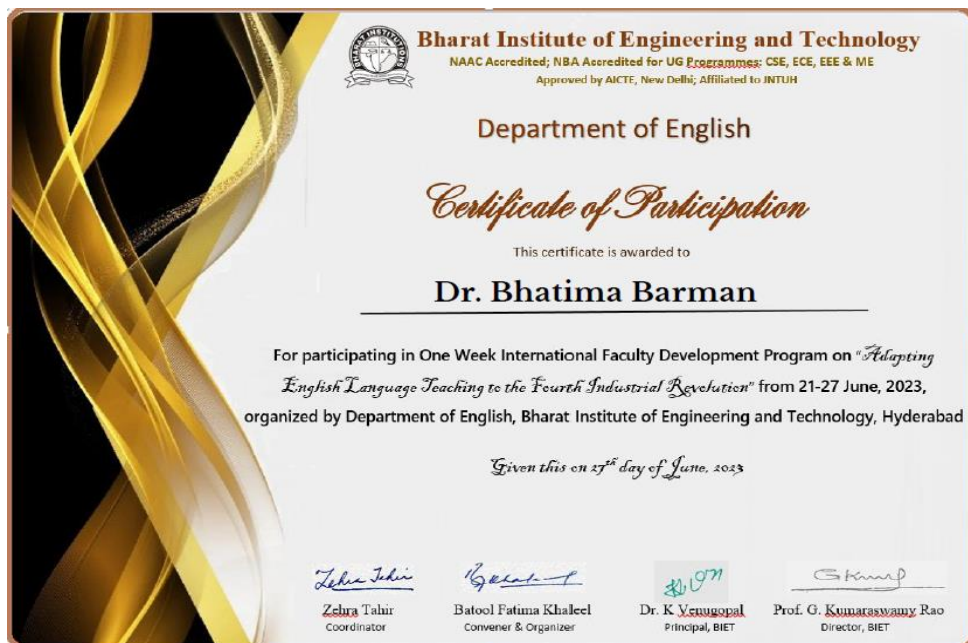 Bharat Institute of Engineering and Technology
NAAC Accredited; NBA Accredited for UG Programmes: CSE, ECE, EEE & ME
Approved by AICTE, New Delhi; Affiliated to JNTUH
Department of English
Certificate of Participation
This certificate is awarded to
Dr. Bhatima Barman
For participating in One Week International Faculty Development Program on "Adapting
English Language Teaching to the Fourth Industrial Revolution" from 21-27 June, 2023,
organized by Department of English, Bharat Institute of Engineering and Technology, Hyderabad
Given this on 27th day of June, 2023
Zehra Tahir
Zehra Tahir Batool Fatima Khaleel Dr. K Venugopal Prof. G. Kumaraswamy Rao
Coordinator Convener & Organizer Principal, BIET Director, BIET